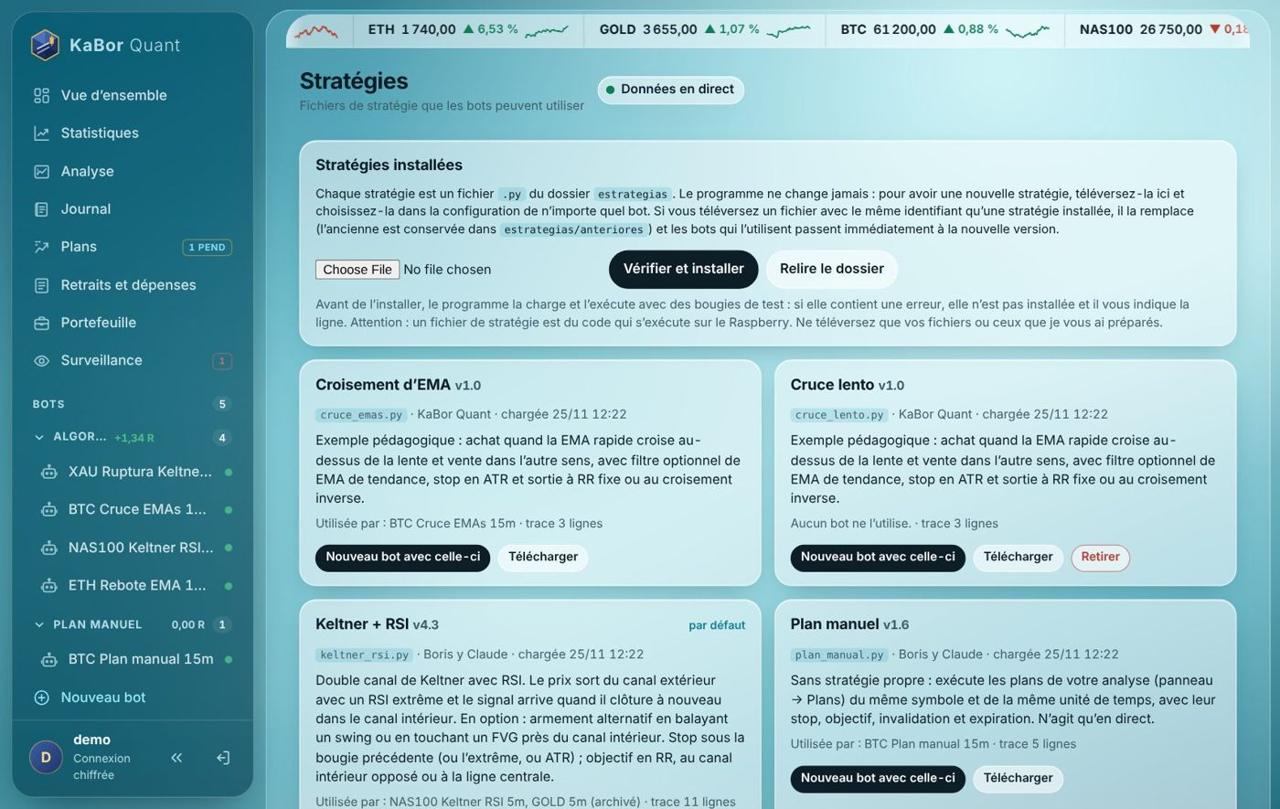 KaBor Quant
Vue d’ensemble
Statistiques
Analyse
Journal
Plans 1 PEND
Retraits et dépenses
Portefeuille
Surveillance 1
BOTS 5
ALGOR... +1,34 R 4
XAU Ruptura Keltne...
BTC Cruce EMAs 1...
NAS100 Keltner RSI...
ETH Rebote EMA 1...
PLAN MANUEL 0,00 R 1
BTC Plan manual 15m
Nouveau bot
D demo
Connexion
chiffrée
ETH 1 740,00 ▲ 6,53 % GOLD 3 655,00 ▲ 1,07 % BTC 61 200,00 ▲ 0,88 % NAS100 26 750,00 ▼ 0,18
Stratégies
Fichiers de stratégie que les bots peuvent utiliser
Données en direct
Stratégies installées
Chaque stratégie est un fichier .py du dossier estrategias. Le programme ne change jamais : pour avoir une nouvelle stratégie, téléversez-la ici et
choisissez-la dans la configuration de n’importe quel bot. Si vous téléversez un fichier avec le même identifiant qu’une stratégie installée, il la remplace
(l’ancienne est conservée dans estrategias/anteriores) et les bots qui l’utilisent passent immédiatement à la nouvelle version.
Choose File No file chosen
Vérifier et installer
Relire le dossier
Avant de l’installer, le programme la charge et l’exécute avec des bougies de test : si elle contient une erreur, elle n’est pas installée et il vous indique la
ligne. Attention : un fichier de stratégie est du code qui s’exécute sur le Raspberry. Ne téléversez que vos fichiers ou ceux que je vous ai préparés.
Croisement d’EMA v1.0
cruce_emas.py · KaBor Quant · chargée 25/11 12:22
Exemple pédagogique : achat quand la EMA rapide croise au-
dessus de la lente et vente dans l’autre sens, avec filtre optionnel de
EMA de tendance, stop en ATR et sortie à RR fixe ou au croisement
inverse.
Utilisée par : BTC Cruce EMAs 15m · trace 3 lignes
Nouveau bot avec celle-ci Télécharger
Cruce lento v1.0
cruce_lento.py · KaBor Quant · chargée 25/11 12:22
Exemple pédagogique : achat quand la EMA rapide croise au-
dessus de la lente et vente dans l’autre sens, avec filtre optionnel de
EMA de tendance, stop en ATR et sortie à RR fixe ou au croisement
inverse.
Aucun bot ne l’utilise. · trace 3 lignes
Nouveau bot avec celle-ci Télécharger Retirer
Keltner + RSI v4.3 par défaut
keltner_rsi.py · Boris y Claude · chargée 25/11 12:22
Double canal de Keltner avec RSI. Le prix sort du canal extérieur
avec un RSI extrême et le signal arrive quand il clôture à nouveau
dans le canal intérieur. En option : armement alternatif en balayant
un swing ou en touchant un FVG près du canal intérieur. Stop sous la
bougie précédente (ou l’extrême, ou ATR) ; objectif en RR, au canal
intérieur opposé ou à la ligne centrale.
Utilisée par : NAS100 Keltner RSI 5m, GOLD 5m (archivé) · trace 11 lignes
Plan manuel v1.6
plan_manual.py · Boris y Claude · chargée 25/11 12:22
Sans stratégie propre : exécute les plans de votre analyse (panneau
→ Plans) du même symbole et de la même unité de temps, avec leur
stop, objectif, invalidation et expiration. N’agit qu’en direct.
Utilisée par : BTC Plan manual 15m · trace 5 lignes
Nouveau bot avec celle-ci Télécharger